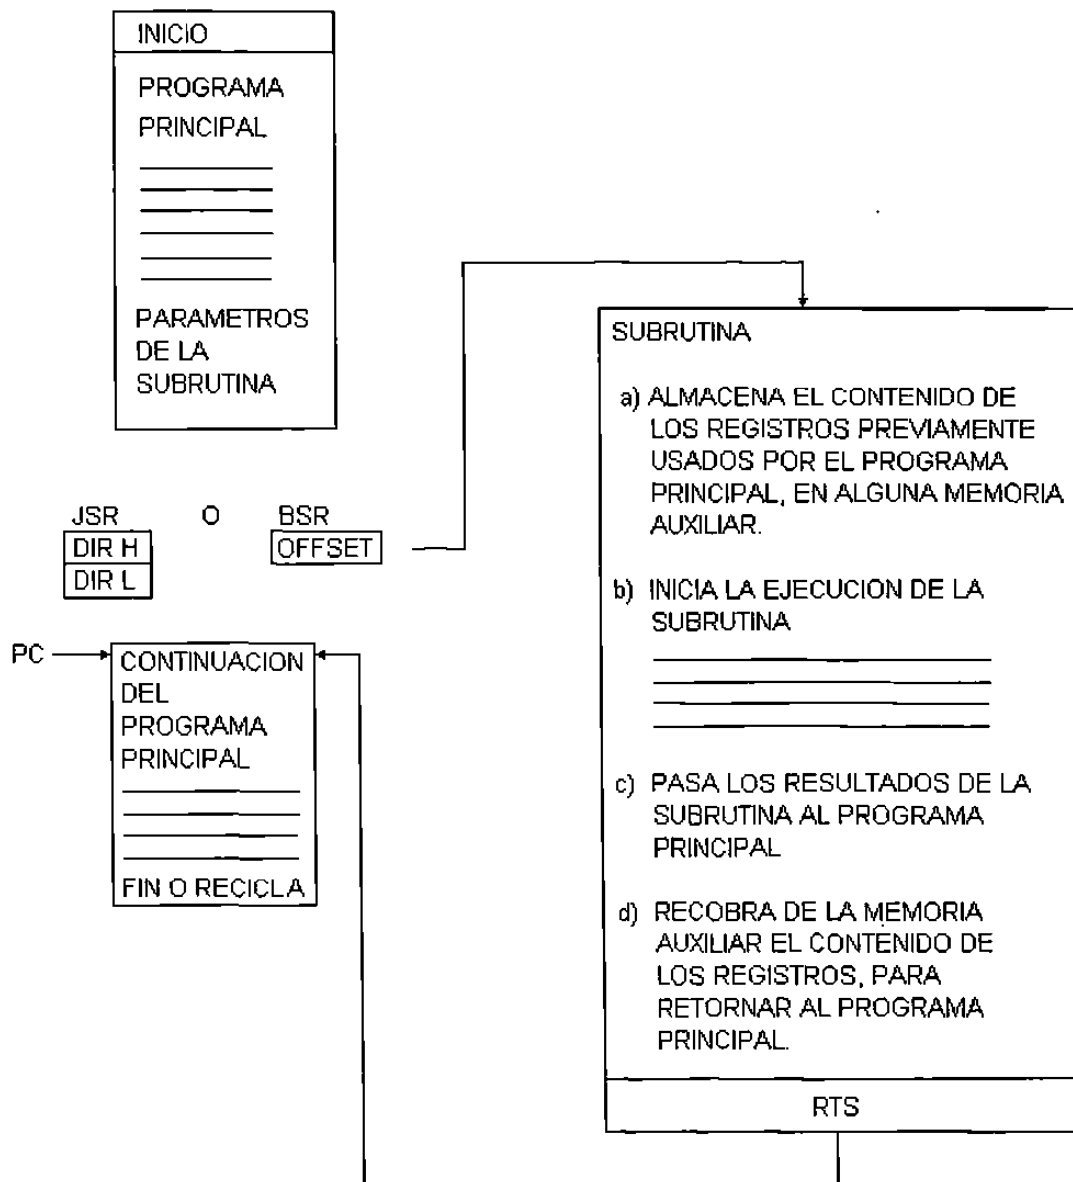 INICIO
PROGRAMA
PRINCIPAL
PARAMETROS
DE LA
SUBRUTINA
JSR O BSR
DIR H
DIR L
OFFSET
PC
CONTINUACION
DEL
PROGRAMA
PRINCIPAL
FIN O RECICLA
SUBRUTINA
a) ALMACENA EL CONTENIDO DE
LOS REGISTROS PREVIAMENTE
USADOS POR EL PROGRAMA
PRINCIPAL, EN ALGUNA MEMORIA
AUXILIAR.
b) INICIA LA EJECUCION DE LA
SUBRUTINA
c) PASA LOS RESULTADOS DE LA
SUBRUTINA AL PROGRAMA
PRINCIPAL
d) RECOBRA DE LA MEMORIA
AUXILIAR EL CONTENIDO DE
LOS REGISTROS, PARA
RETORNAR AL PROGRAMA
PRINCIPAL.
RTS